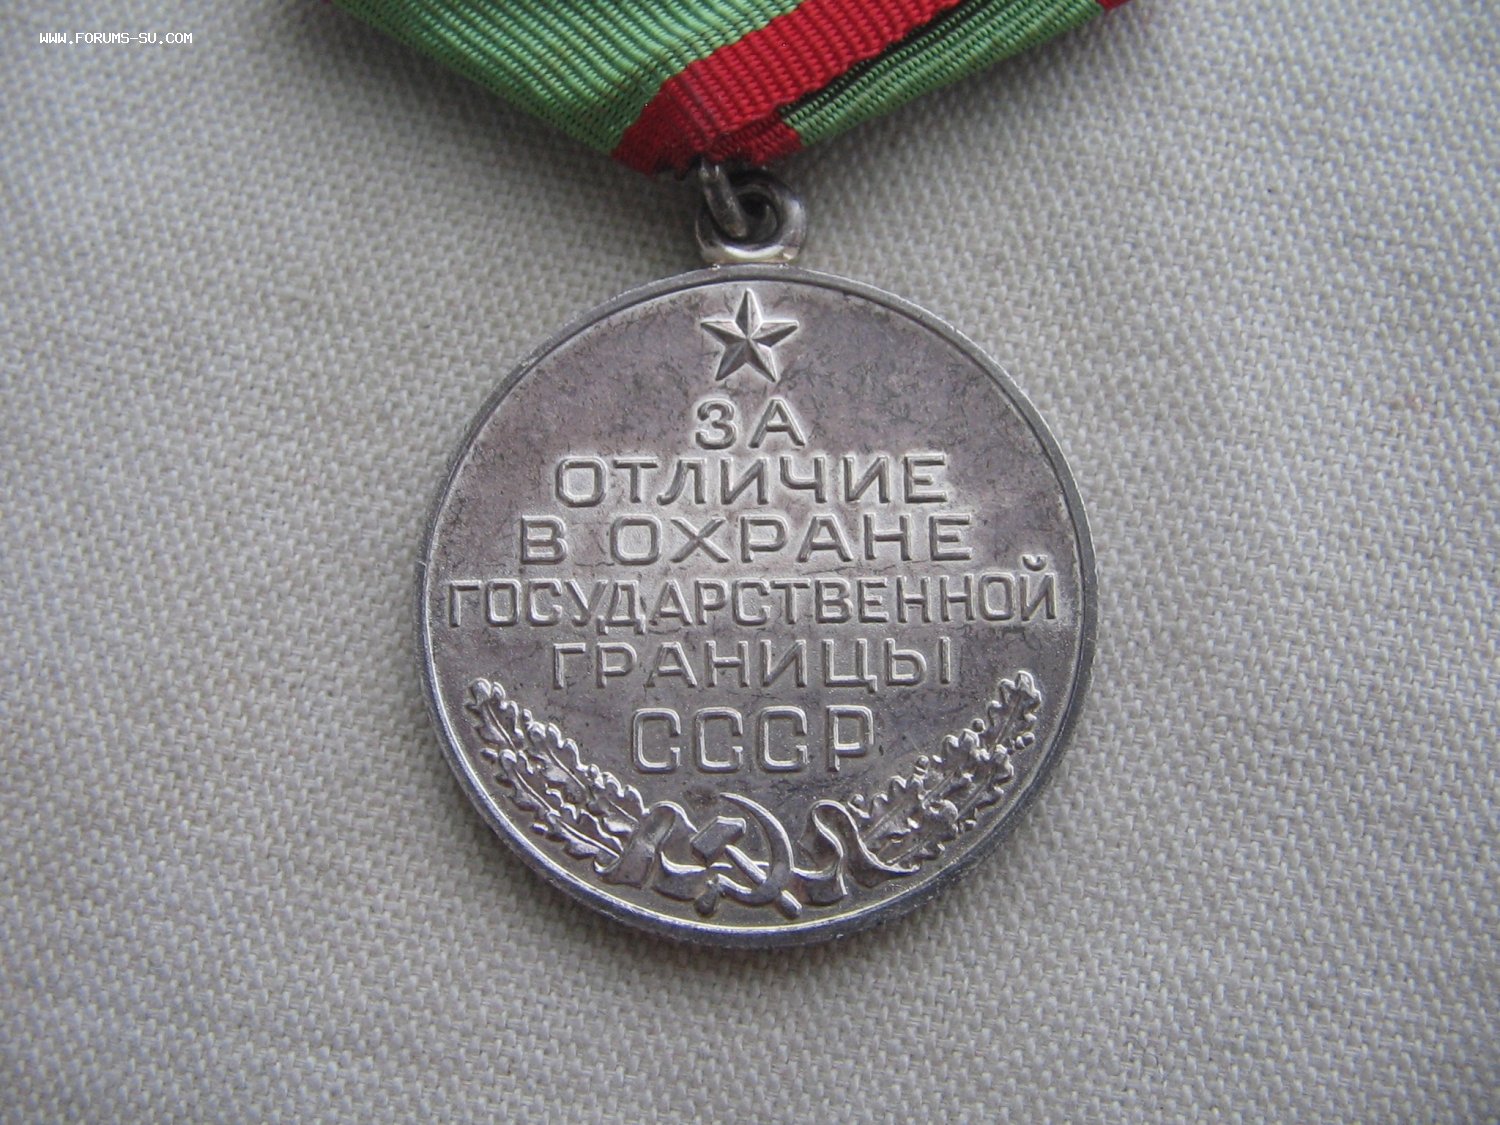 WWW.FORUMS-SU.COM
ЗА
ОТЛИЧИЕ
В ОХРАНЕ
ГОСУДАРСТВЕННОЙ
ГРАНИЦЫ
СССР